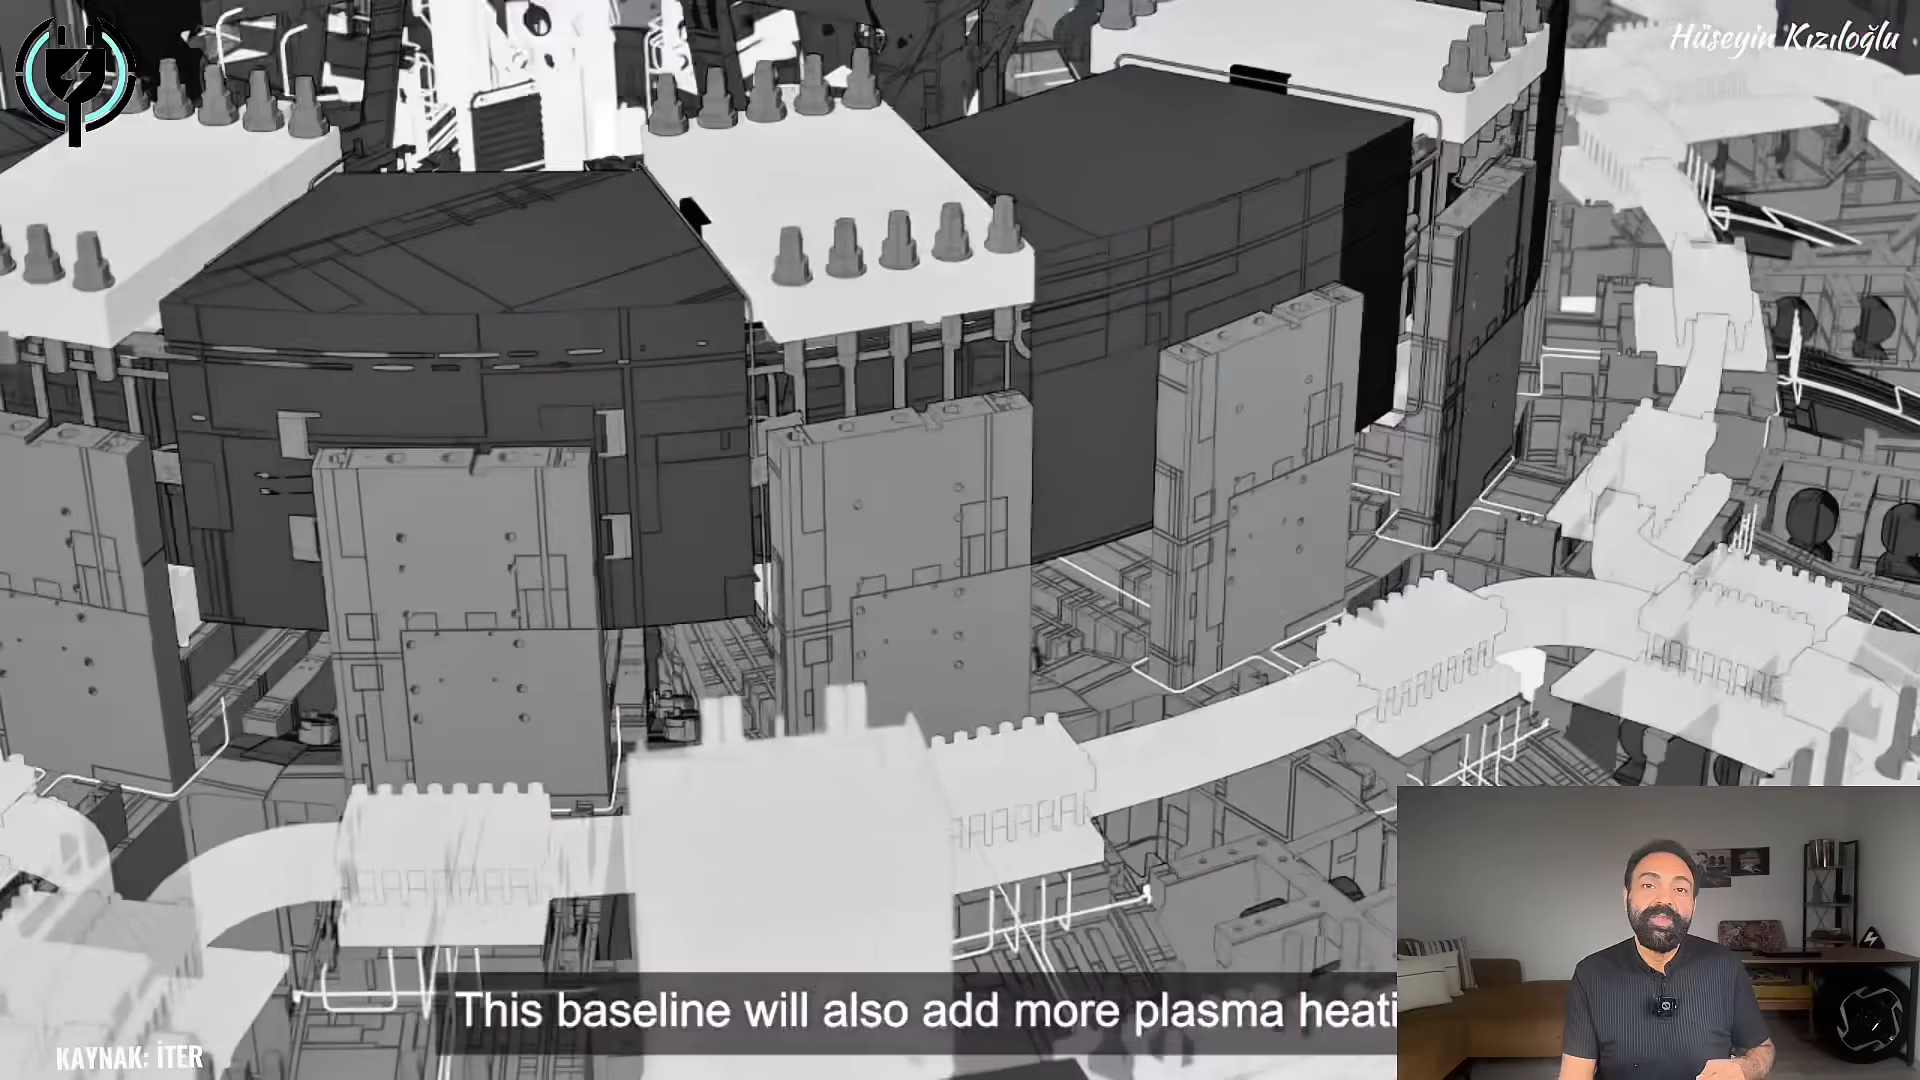 Hüseyin Kızıloğlu
This baseline will also add more plasma heati
KAYNAK: İTER